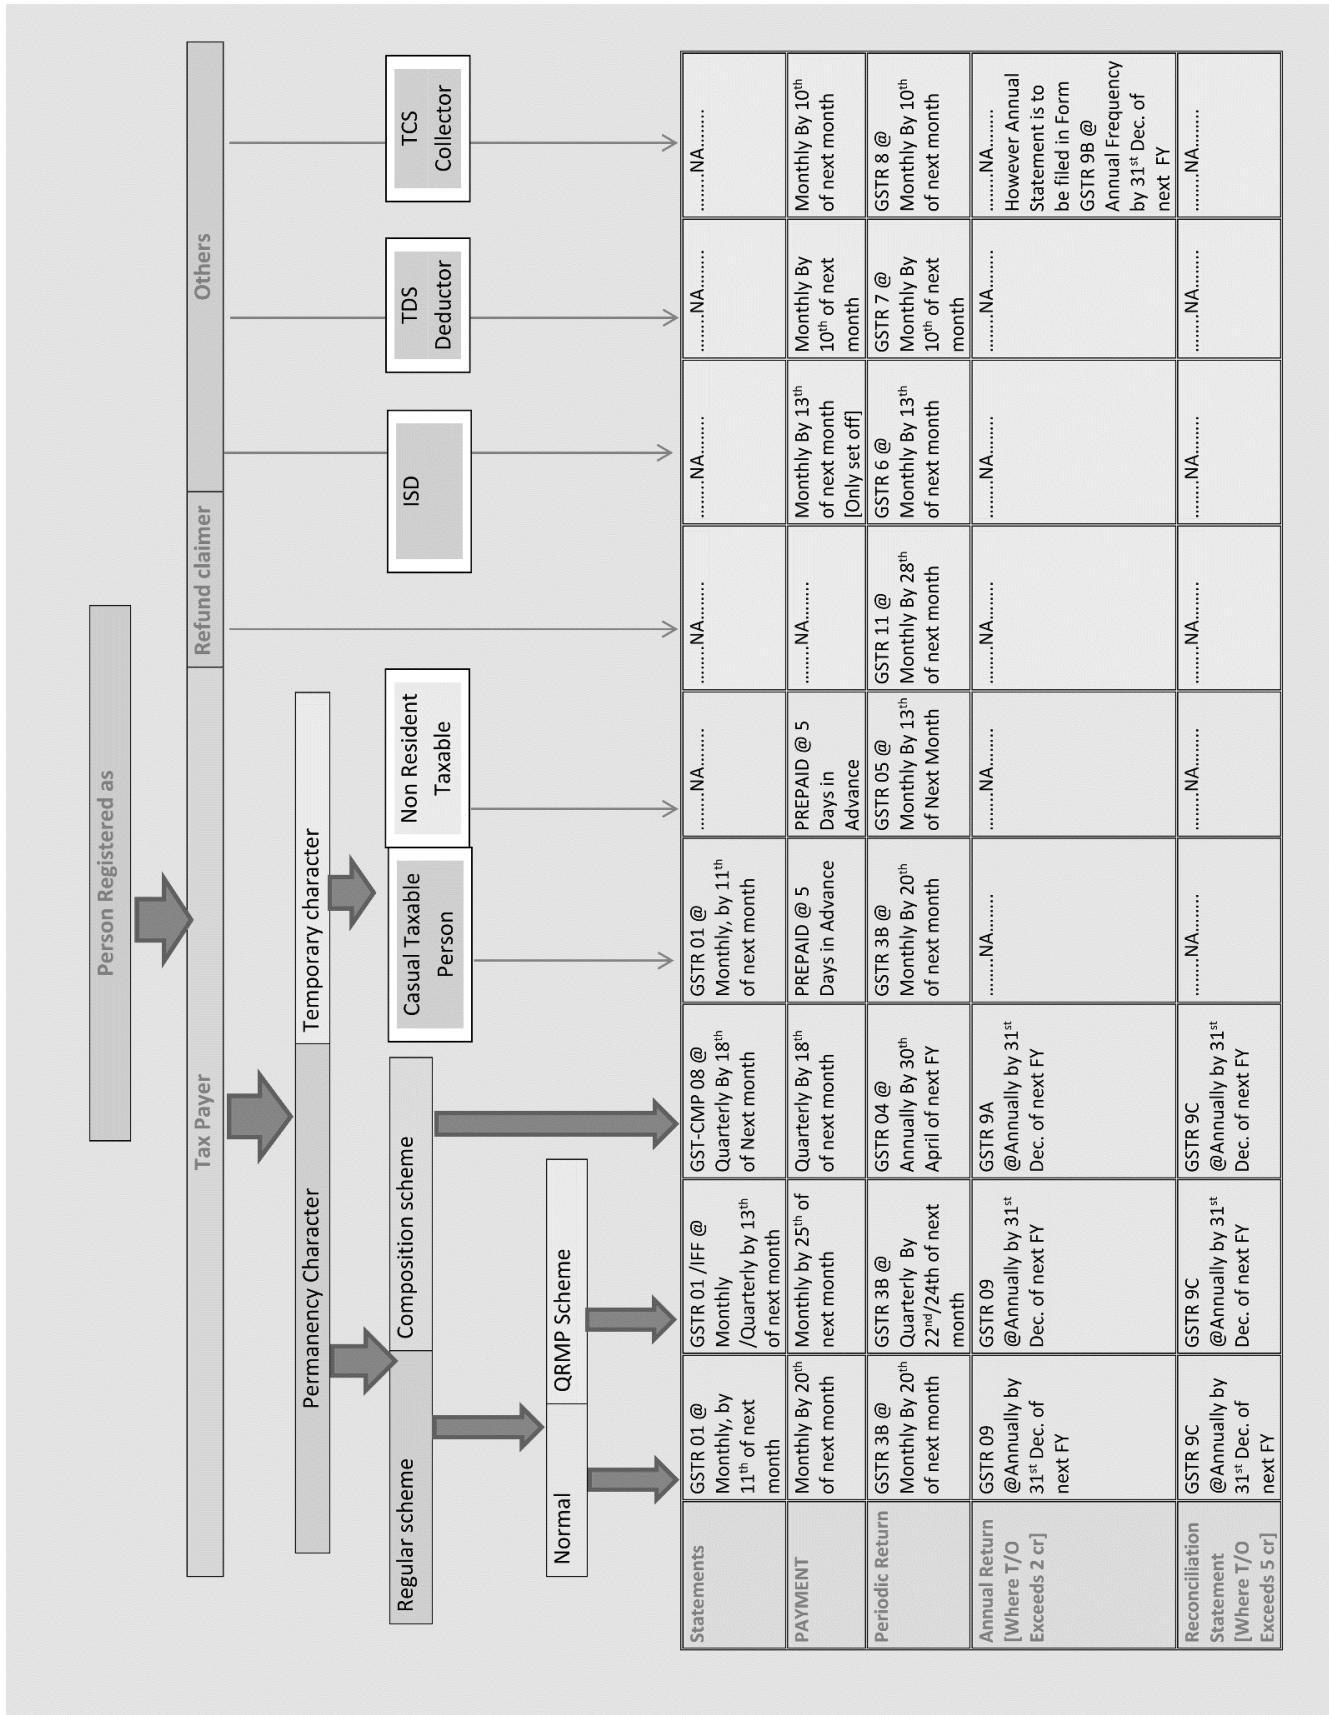 Person Registered as
Tax Payer
Refund claimer
Others
Permanency Character
Temporary character
Regular scheme
Composition scheme
Casual Taxable
Person
Non Resident
Taxable
ISD
TDS
Deductor
TCS
Collector
Normal
QRMP Scheme
Statements
GSTR 01 @
Monthly, by
11th of next
month
GSTR 01 /IFF @
Monthly
/Quarterly by 13th
of next month
GST-CMP 08 @
Quarterly By 18th
of Next month
GSTR 01 @
Monthly, by 11th
of next month
........NA........
........NA........
........NA........
........NA........
........NA........
PAYMENT
Monthly By 20th
of next month
Monthly by 25th of
next month
Quarterly By 18th
of next month
PREPAID @ 5
Days in Advance
PREPAID @ 5
Days in
Advance
........NA........
Monthly By 13th
of next month
[Only set off]
Monthly By
10th of next
month
Monthly By 10th
of next month
Periodic Return
GSTR 3B @
Monthly By 20th
of next month
GSTR 3B @
Quarterly By
22nd/24th of next
month
GSTR 04 @
Annually By 30th
April of next FY
GSTR 3B @
Monthly By 20th
of next month
GSTR 05 @
Monthly By 13th
of Next Month
GSTR 11 @
Monthly By 28th
of next month
GSTR 6 @
Monthly By 13th
of next month
GSTR 7 @
Monthly By
10th of next
month
GSTR 8 @
Monthly By 10th
of next month
Annual Return
[Where T/O
Exceeds 2 cr]
GSTR 09
@Annually by
31st Dec. of
next FY
GSTR 09
@Annually by 31st
Dec. of next FY
GSTR 9A
@Annually by 31st
Dec. of next FY
........NA........
........NA........
........NA........
........NA........
........NA........
........NA........
However Annual
Statement is to
be filed in Form
GSTR 9B @
Annual Frequency
by 31st Dec. of
next FY
Reconciliation
Statement
[Where T/O
Exceeds 5 cr]
GSTR 9C
@Annually by
31st Dec. of
next FY
GSTR 9C
@Annually by 31st
Dec. of next FY
GSTR 9C
@Annually by 31st
Dec. of next FY
........NA........
........NA........
........NA........
........NA........
........NA........
........NA........